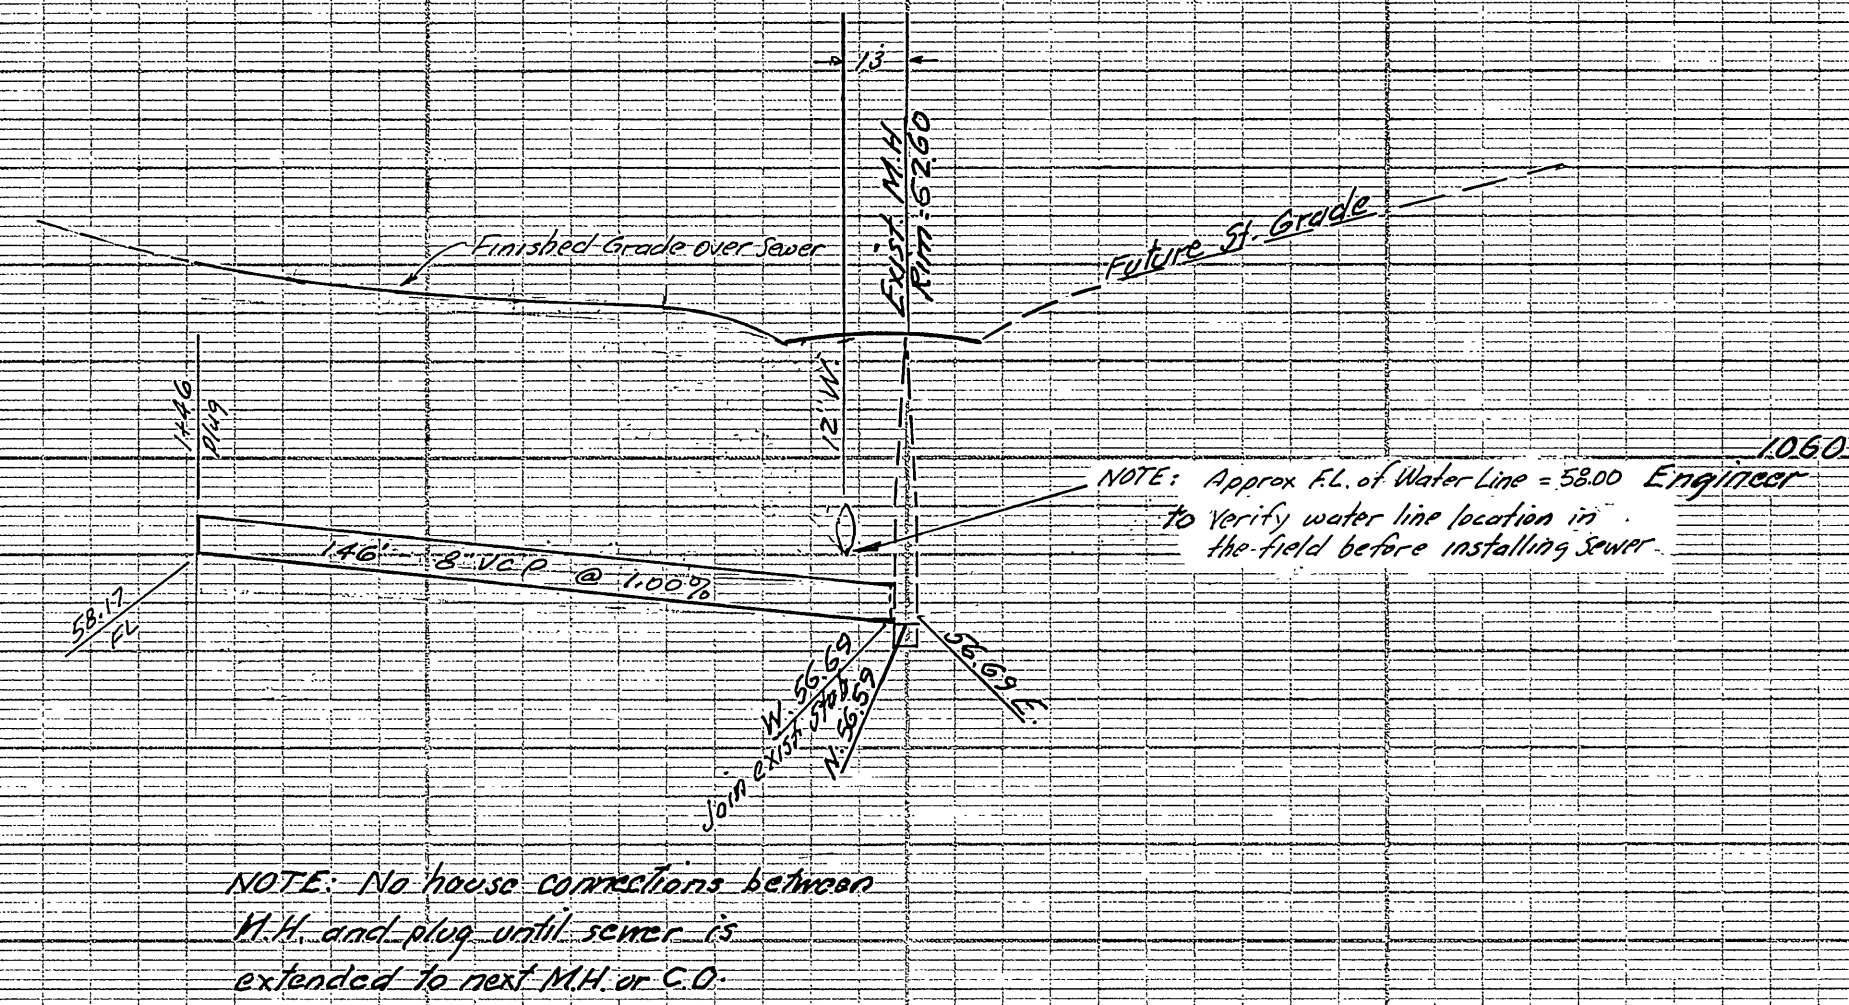 13'
Exist. M.H.
Rim=62.60
Finished Grade over Sewer
Future St. Grade
12" W.
1+46
Plug
1060
NOTE: Approx F.L. of Water Line = 58.00 Engineer
to Verify water line location in
the field before installing sewer
146' - 8" VCP @ 1.00%
58.17
FL
W. 56.69
Join exist. Stub
N. 56.59
56.69 E.
NOTE: No house connections between
M.H. and plug until sewer is
extended to next M.H. or C.O.